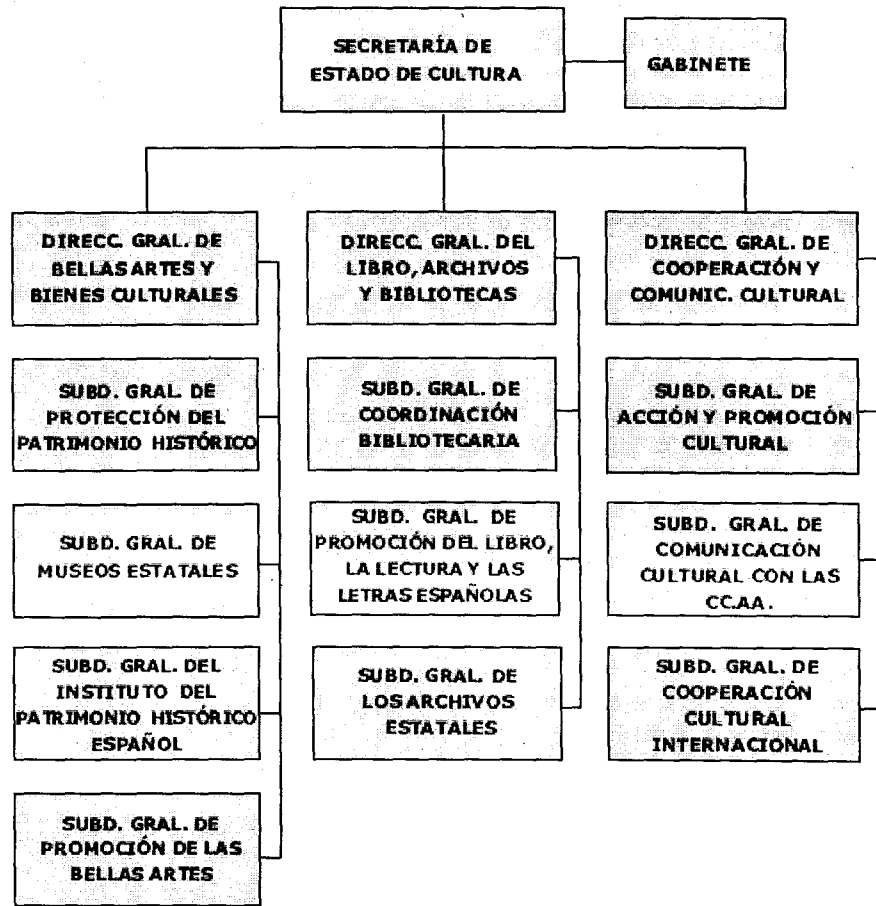 SECRETARÍA DE
ESTADO DE CULTURA
GABINETE
DIRECC. GRAL. DE
BELLAS ARTES Y
BIENES CULTURALES
SUBD. GRAL. DE
PROTECCIÓN DEL
PATRIMONIO HISTÓRICO
SUBD. GRAL. DE
MUSEOS ESTATALES
SUBD. GRAL. DEL
INSTITUTO DEL
PATRIMONIO HISTÓRICO
ESPAÑOL
SUBD. GRAL. DE
PROMOCIÓN DE LAS
BELLAS ARTES
DIRECC. GRAL. DEL
LIBRO, ARCHIVOS
Y BIBLIOTECAS
SUBD. GRAL. DE
COORDINACIÓN
BIBLIOTECARIA
SUBD. GRAL. DE
PROMOCIÓN DEL LIBRO,
LA LECTURA Y LAS
LETRAS ESPAÑOLAS
SUBD. GRAL. DE
LOS ARCHIVOS
ESTATALES
DIRECC. GRAL. DE
COOPERACIÓN Y
COMUNIC. CULTURAL
SUBD. GRAL. DE
ACCIÓN Y PROMOCIÓN
CULTURAL
SUBD. GRAL. DE
COMUNICACIÓN
CULTURAL CON LAS
CC.AA.
SUBD. GRAL. DE
COOPERACIÓN
CULTURAL
INTERNACIONAL